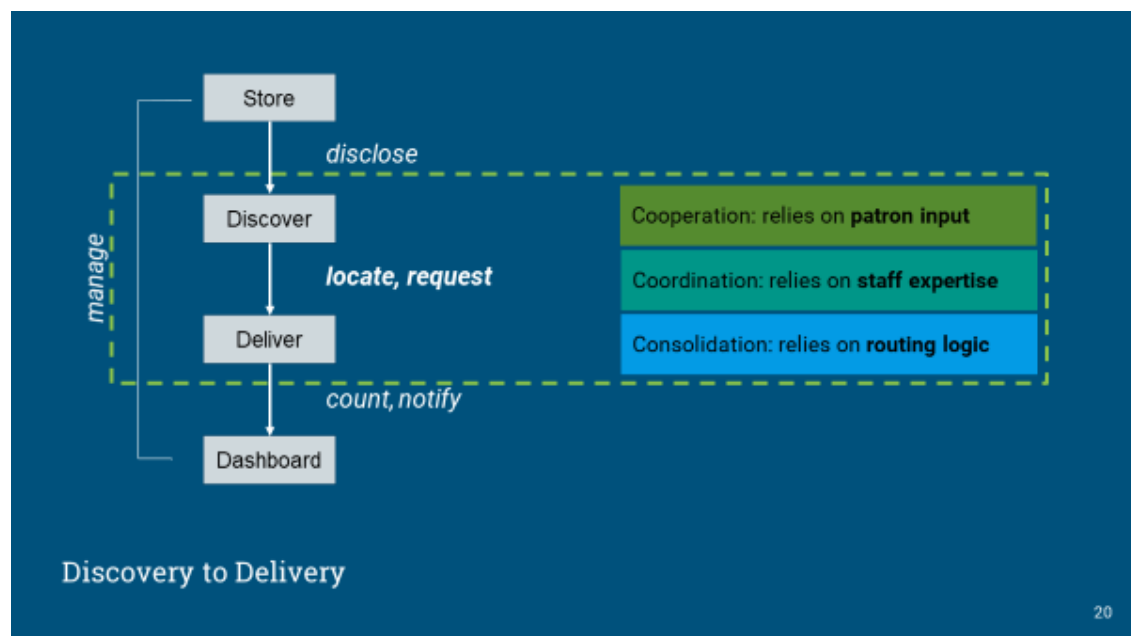 Store
disclose
Discover
Cooperation: relies on patron input
manage
locate, request
Coordination: relies on staff expertise
Deliver
Consolidation: relies on routing logic
count, notify
Dashboard
Discovery to Delivery
20